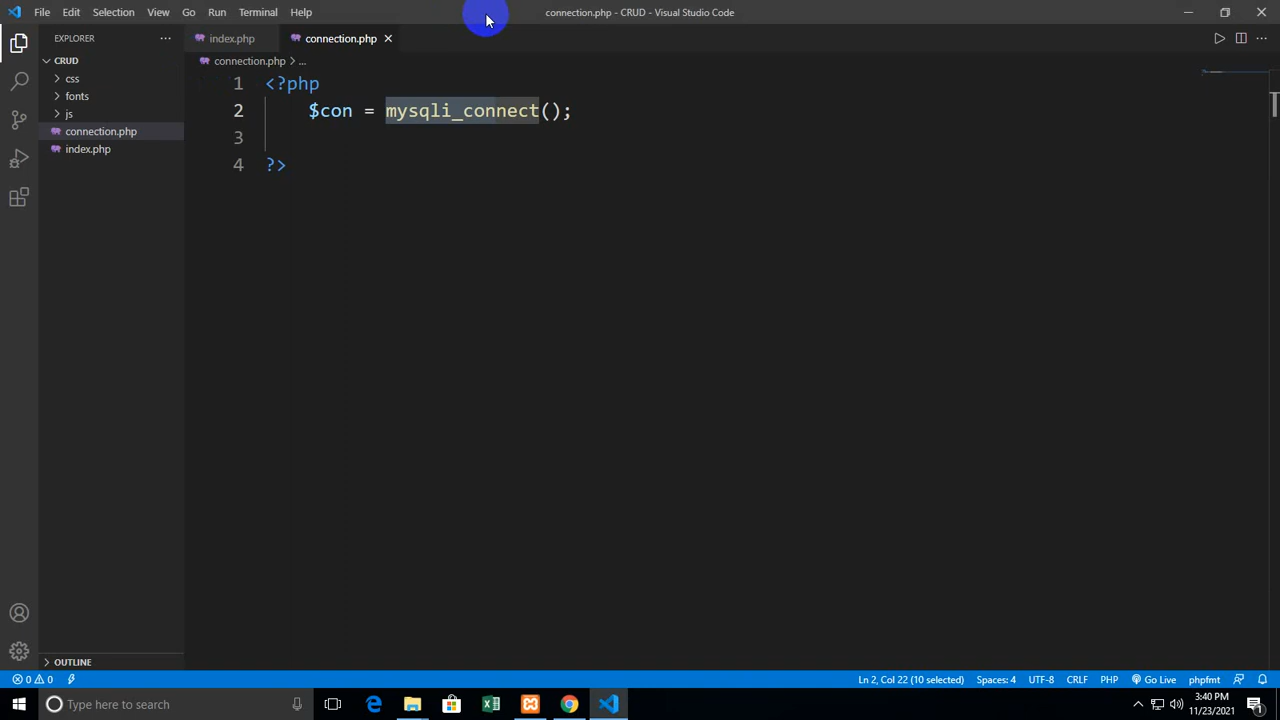 File Edit Selection View Go Run Terminal Help
connection.php - CRUD - Visual Studio Code
EXPLORER
index.php
connection.php
CRUD
connection.php > ...
css
fonts
js
connection.php
index.php
1 <?php
2 $con = mysqli_connect();
3
4 ?>
OUTLINE
0 0
Ln 2, Col 22 (10 selected) Spaces: 4 UTF-8 CRLF PHP Go Live phpfmt
Type here to search
3:40 PM
11/23/2021
1